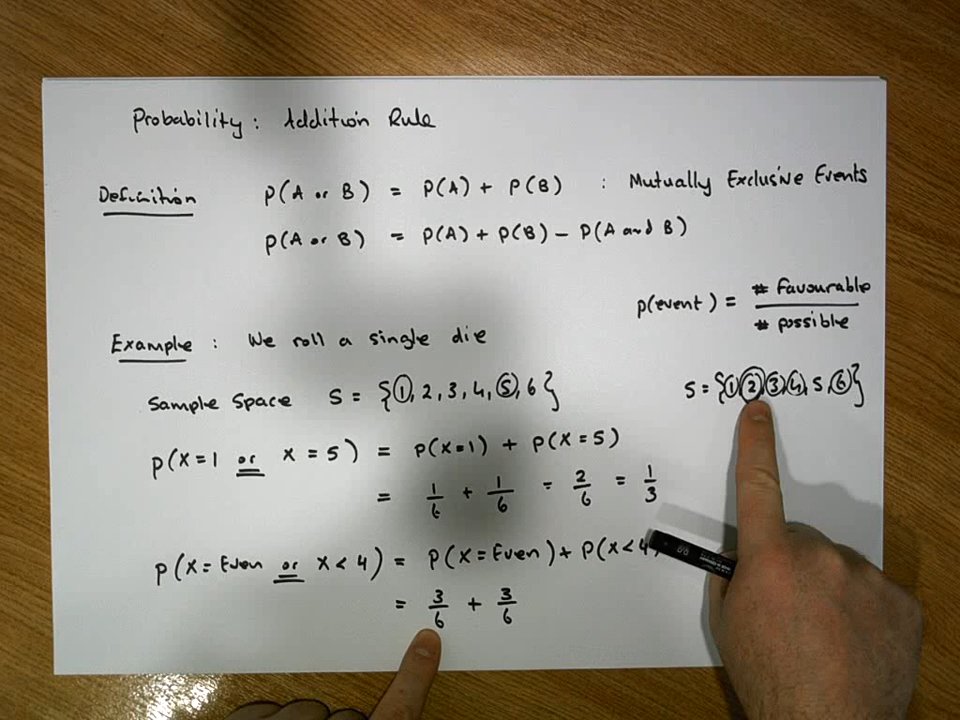 Probability: Addition Rule
Definition P(A or B) = P(A) + P(B) : Mutually Exclusive Events
P(A or B) = P(A) + P(B) - P(A and B)
P(event) = # favourable / # possible
Example : We roll a single die
Sample Space S = {1, 2, 3, 4, 5, 6}
S = {1, 2, 3, 4, 5, 6}
P(X=1 or X=5) = P(X=1) + P(X=5)
= 1/6 + 1/6 = 2/6 = 1/3
P(X=Even or X<4) = P(X=Even) + P(X<4)
= 3/6 + 3/6